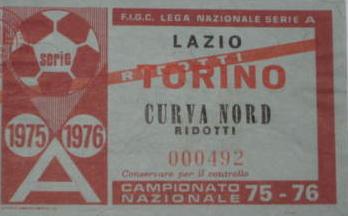 F.I.G.C. LEGA NAZIONALE SERIE A
serie
LAZIO
RIDOTTI
TORINO
1975 1976
CURVA NORD
RIDOTTI
000492
A
Conservare per il controllo
CAMPIONATO
NAZIONALE 75-76